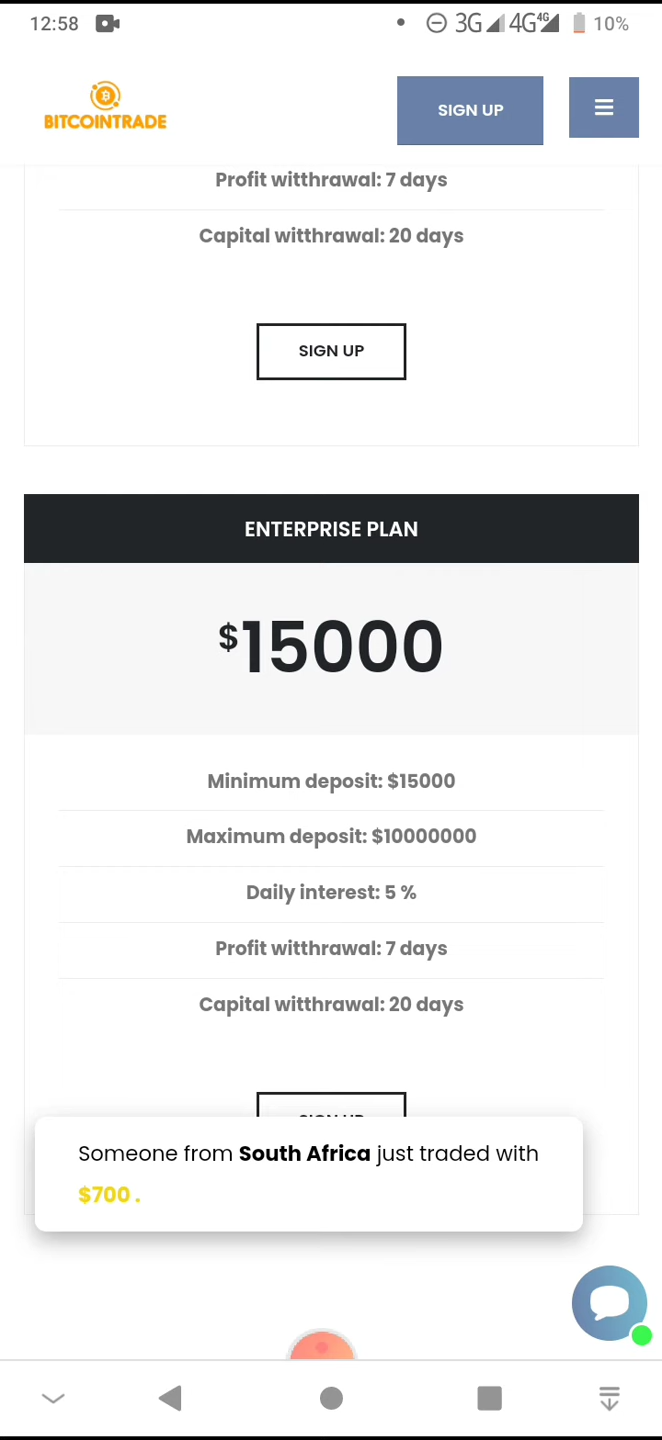 12:58
3G 4G 4G 10%
BITCOINTRADE
SIGN UP
Profit witthrawal: 7 days
Capital witthrawal: 20 days
SIGN UP
ENTERPRISE PLAN
$15000
Minimum deposit: $15000
Maximum deposit: $10000000
Daily interest: 5 %
Profit witthrawal: 7 days
Capital witthrawal: 20 days
SIGN UP
Someone from South Africa just traded with
$700 .